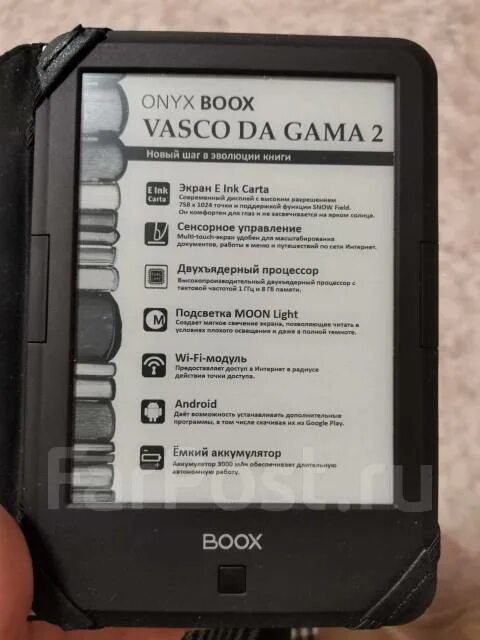 ONYX BOOX
VASCO DA GAMA 2
Новый шаг в эволюции книги
E Ink
Carta
Экран E Ink Carta
Современный дисплей с высоким разрешением
758 x 1024 точки и поддержкой функции SNOW Field.
Он комфортен для глаз и не засвечивается на ярком солнце.
Сенсорное управление
Multi-touch-экран удобен для масштабирования
документов, работы в меню и путешествий по сети Интернет.
Двухъядерный процессор
Высокопроизводительный двухъядерный процессор с
тактовой частотой 1 ГГц и 8 Гб памяти.
M
Подсветка MOON Light
Создает мягкое свечение экрана, позволяющее читать в
условиях плохого освещения и даже в полной темноте.
Wi-Fi-модуль
Предоставляет доступ в Интернет в радиусе
действия точки доступа.
Android
Даёт возможность устанавливать дополнительные
программы, в том числе скачивая их из Google Play.
Ёмкий аккумулятор
Аккумулятор 3000 мАч обеспечивает длительную
автономную работу.
FarPost.ru
BOOX